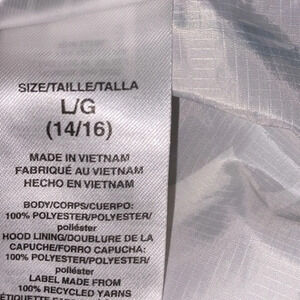 SIZE/TAILLE/TALLA
L/G
(14/16)
MADE IN VIETNAM
FABRIQUÉ AU VIETNAM
HECHO EN VIETNAM
BODY/CORPS/CUERPO:
100% POLYESTER/POLYESTER/
poliéster
HOOD LINING/DOUBLURE DE LA
CAPUCHE/FORRO CAPUCHA:
100% POLYESTER/POLYESTER/
poliéster
LABEL MADE FROM
100% RECYCLED YARNS